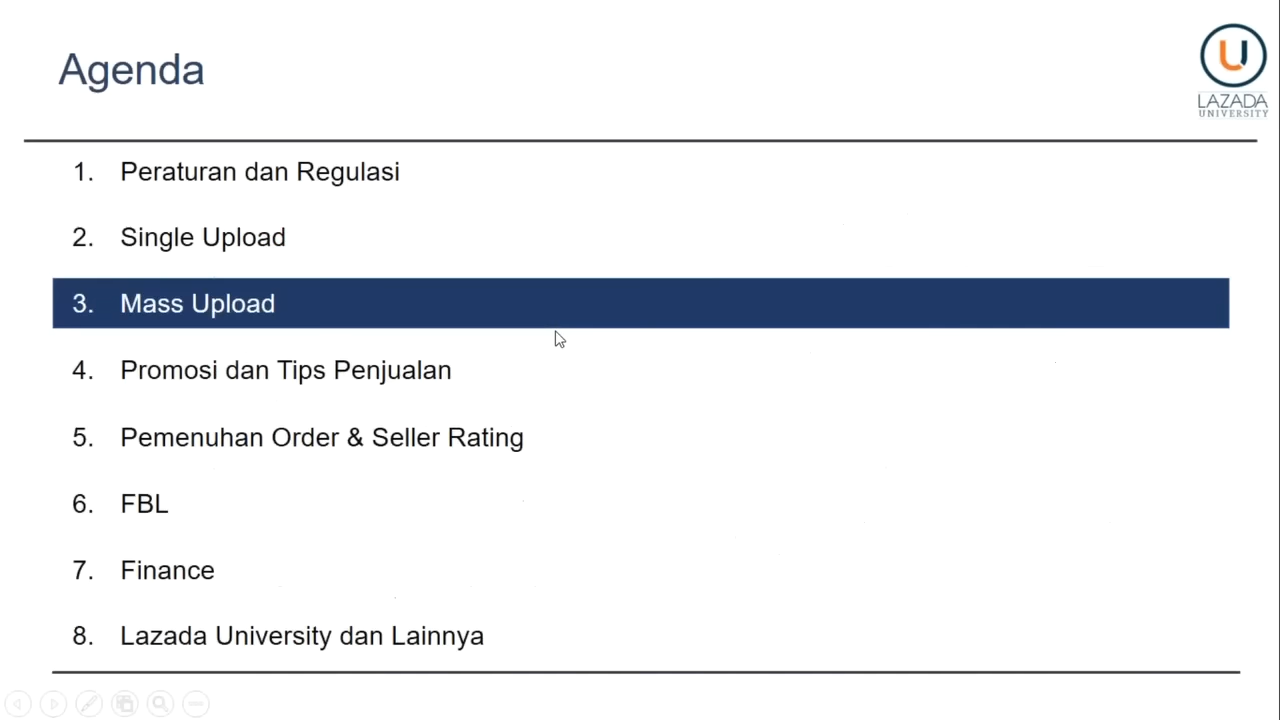 Agenda
LAZADA
UNIVERSITY
1. Peraturan dan Regulasi
2. Single Upload
3. Mass Upload
4. Promosi dan Tips Penjualan
5. Pemenuhan Order & Seller Rating
6. FBL
7. Finance
8. Lazada University dan Lainnya